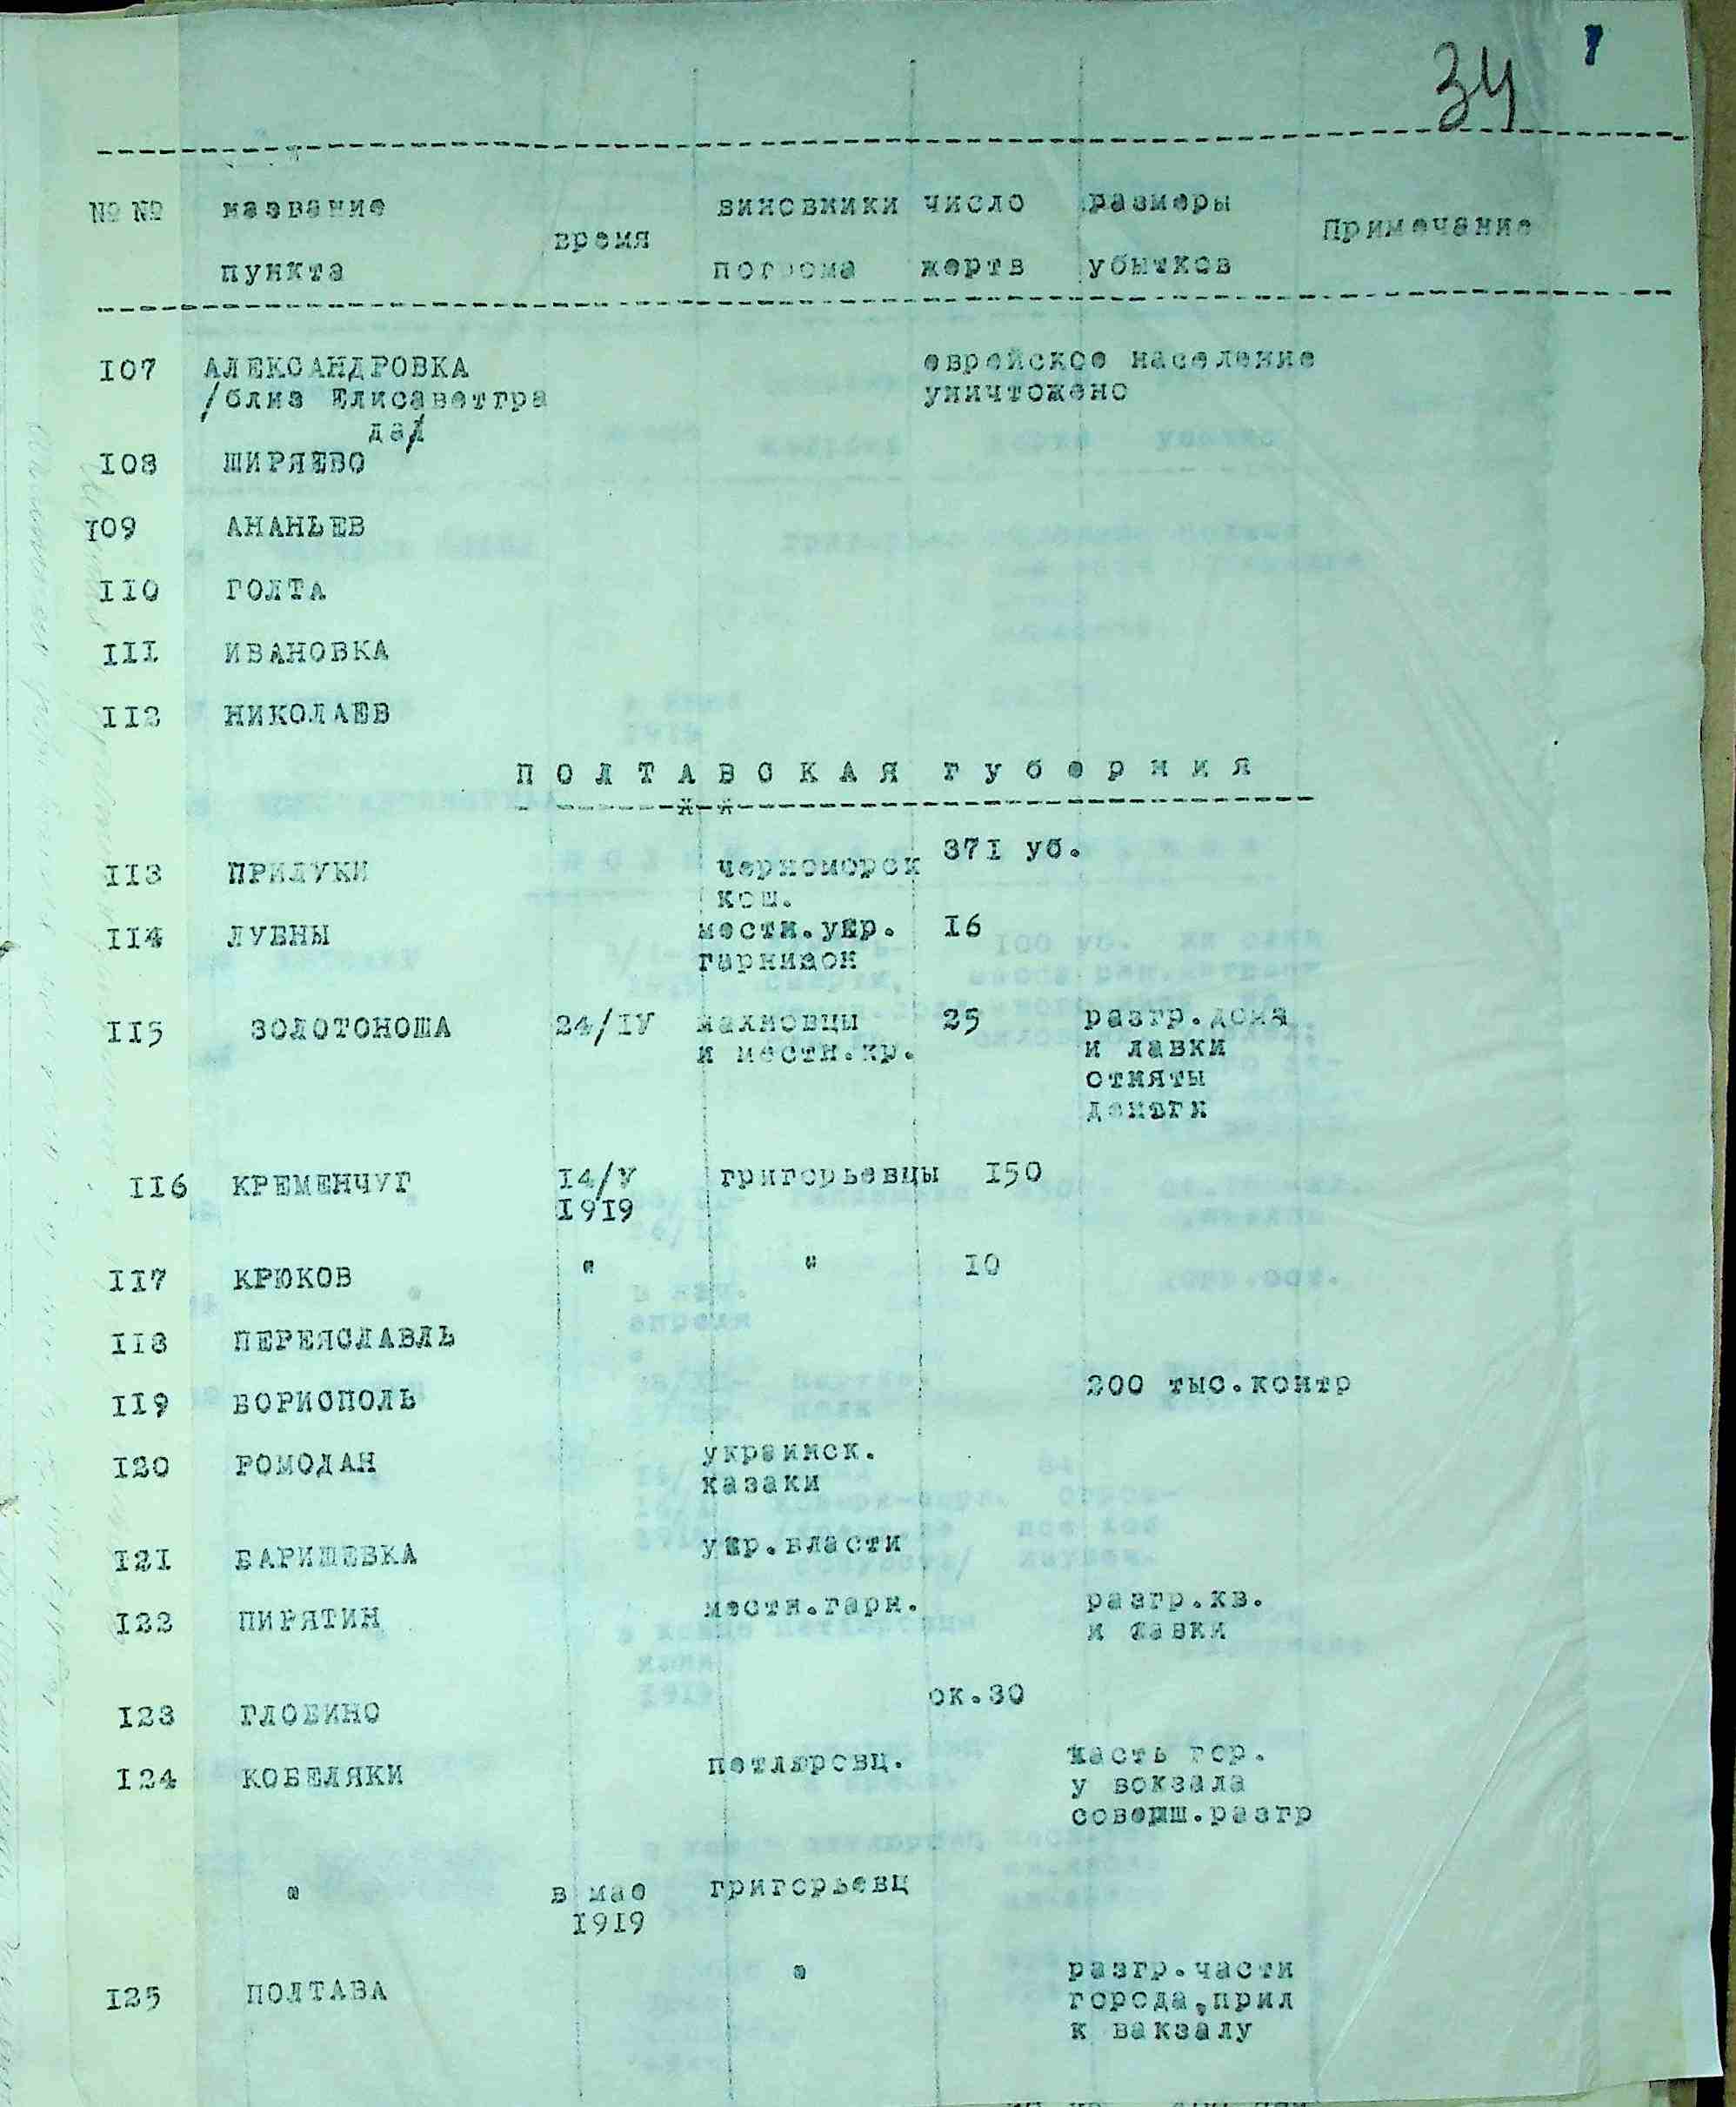 34
№ № название время виновники число размеры Примечание
пункта погрома жертв убытков
107 АЛЕКСАНДРОВКА еврейское население
/близ Елисаветгра уничтожено
да/
108 ШИРЯЕВО
109 АНАНЬЕВ
110 ГОЛТА
111 ИВАНОВКА
112 НИКОЛАЕВ
ПОЛТАВСКАЯ губерния
113 ПРИЛУКИ черноморск 371 уб.
кош.
114 ЛУБНЫ местн.укр. 16
гарнизон
115 ЗОЛОТОНОША 24/IУ махновцы 25 разгр.дома
и местн.кр. и лавки
отняты
деньги
116 КРЕМЕНЧУГ 14/У григорьевцы 150
1919
117 КРЮКОВ " " 10
118 ПЕРЕЯСЛАВЛЬ
119 БОРИСПОЛЬ 200 тыс.контр
120 РОМОДАН украинск.
казаки
121 БАРИШЕВКА укр.власти
122 ПИРЯТИН местн.гарн. разгр.кв.
и лавки
123 ГЛОБИНО ок.30
124 КОБЕЛЯКИ петлюровц. часть гор.
у вокзала
соверш.разгр
" в мае григорьевц
1919
125 ПОЛТАВА " разгр.части
города,прил
к вакзалу